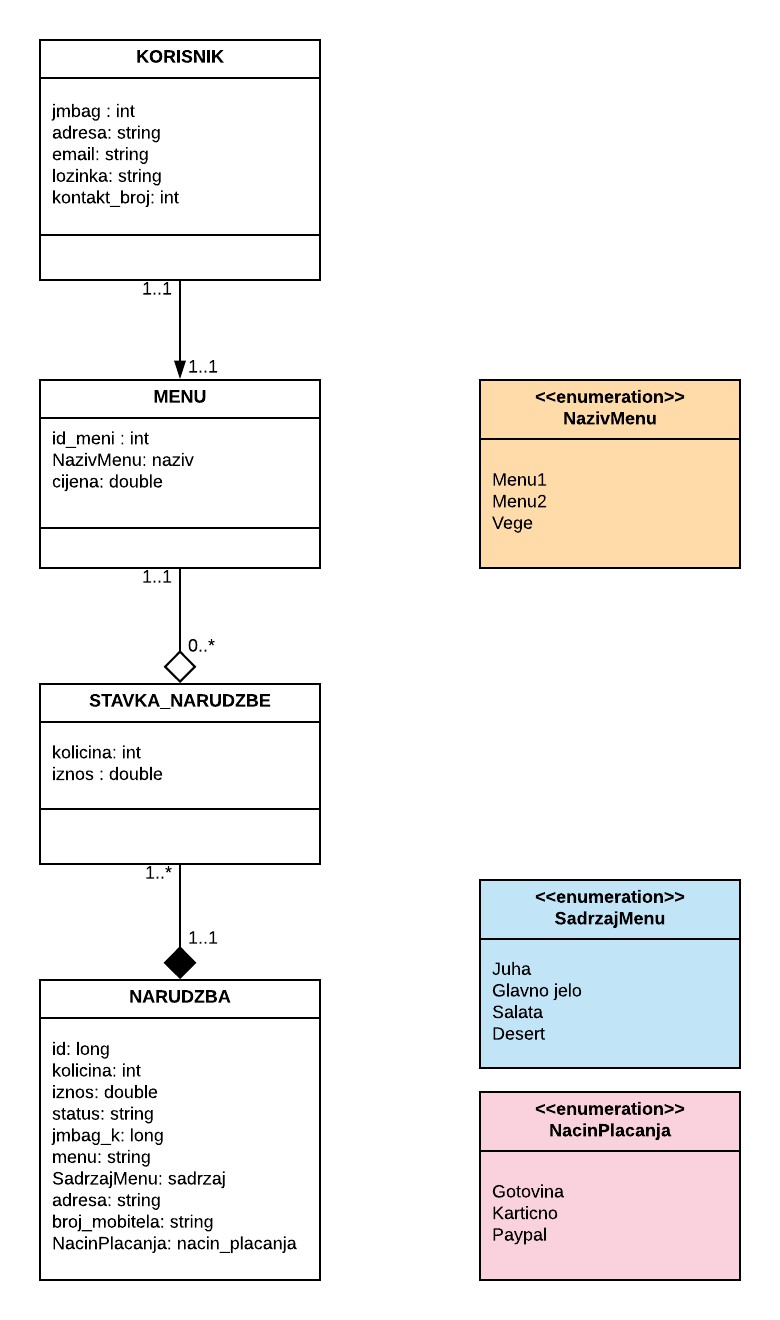 KORISNIK
jmbag : int
adresa: string
email: string
lozinka: string
kontakt_broj: int
1..1
1..1
MENU
id_meni : int
NazivMenu: naziv
cijena: double
<<enumeration>>
NazivMenu
Menu1
Menu2
Vege
1..1
0..*
STAVKA_NARUDZBE
kolicina: int
iznos : double
1..*
1..1
<<enumeration>>
SadrzajMenu
Juha
Glavno jelo
Salata
Desert
NARUDZBA
id: long
kolicina: int
iznos: double
status: string
jmbag_k: long
menu: string
SadrzajMenu: sadrzaj
adresa: string
broj_mobitela: string
NacinPlacanja: nacin_placanja
<<enumeration>>
NacinPlacanja
Gotovina
Karticno
Paypal